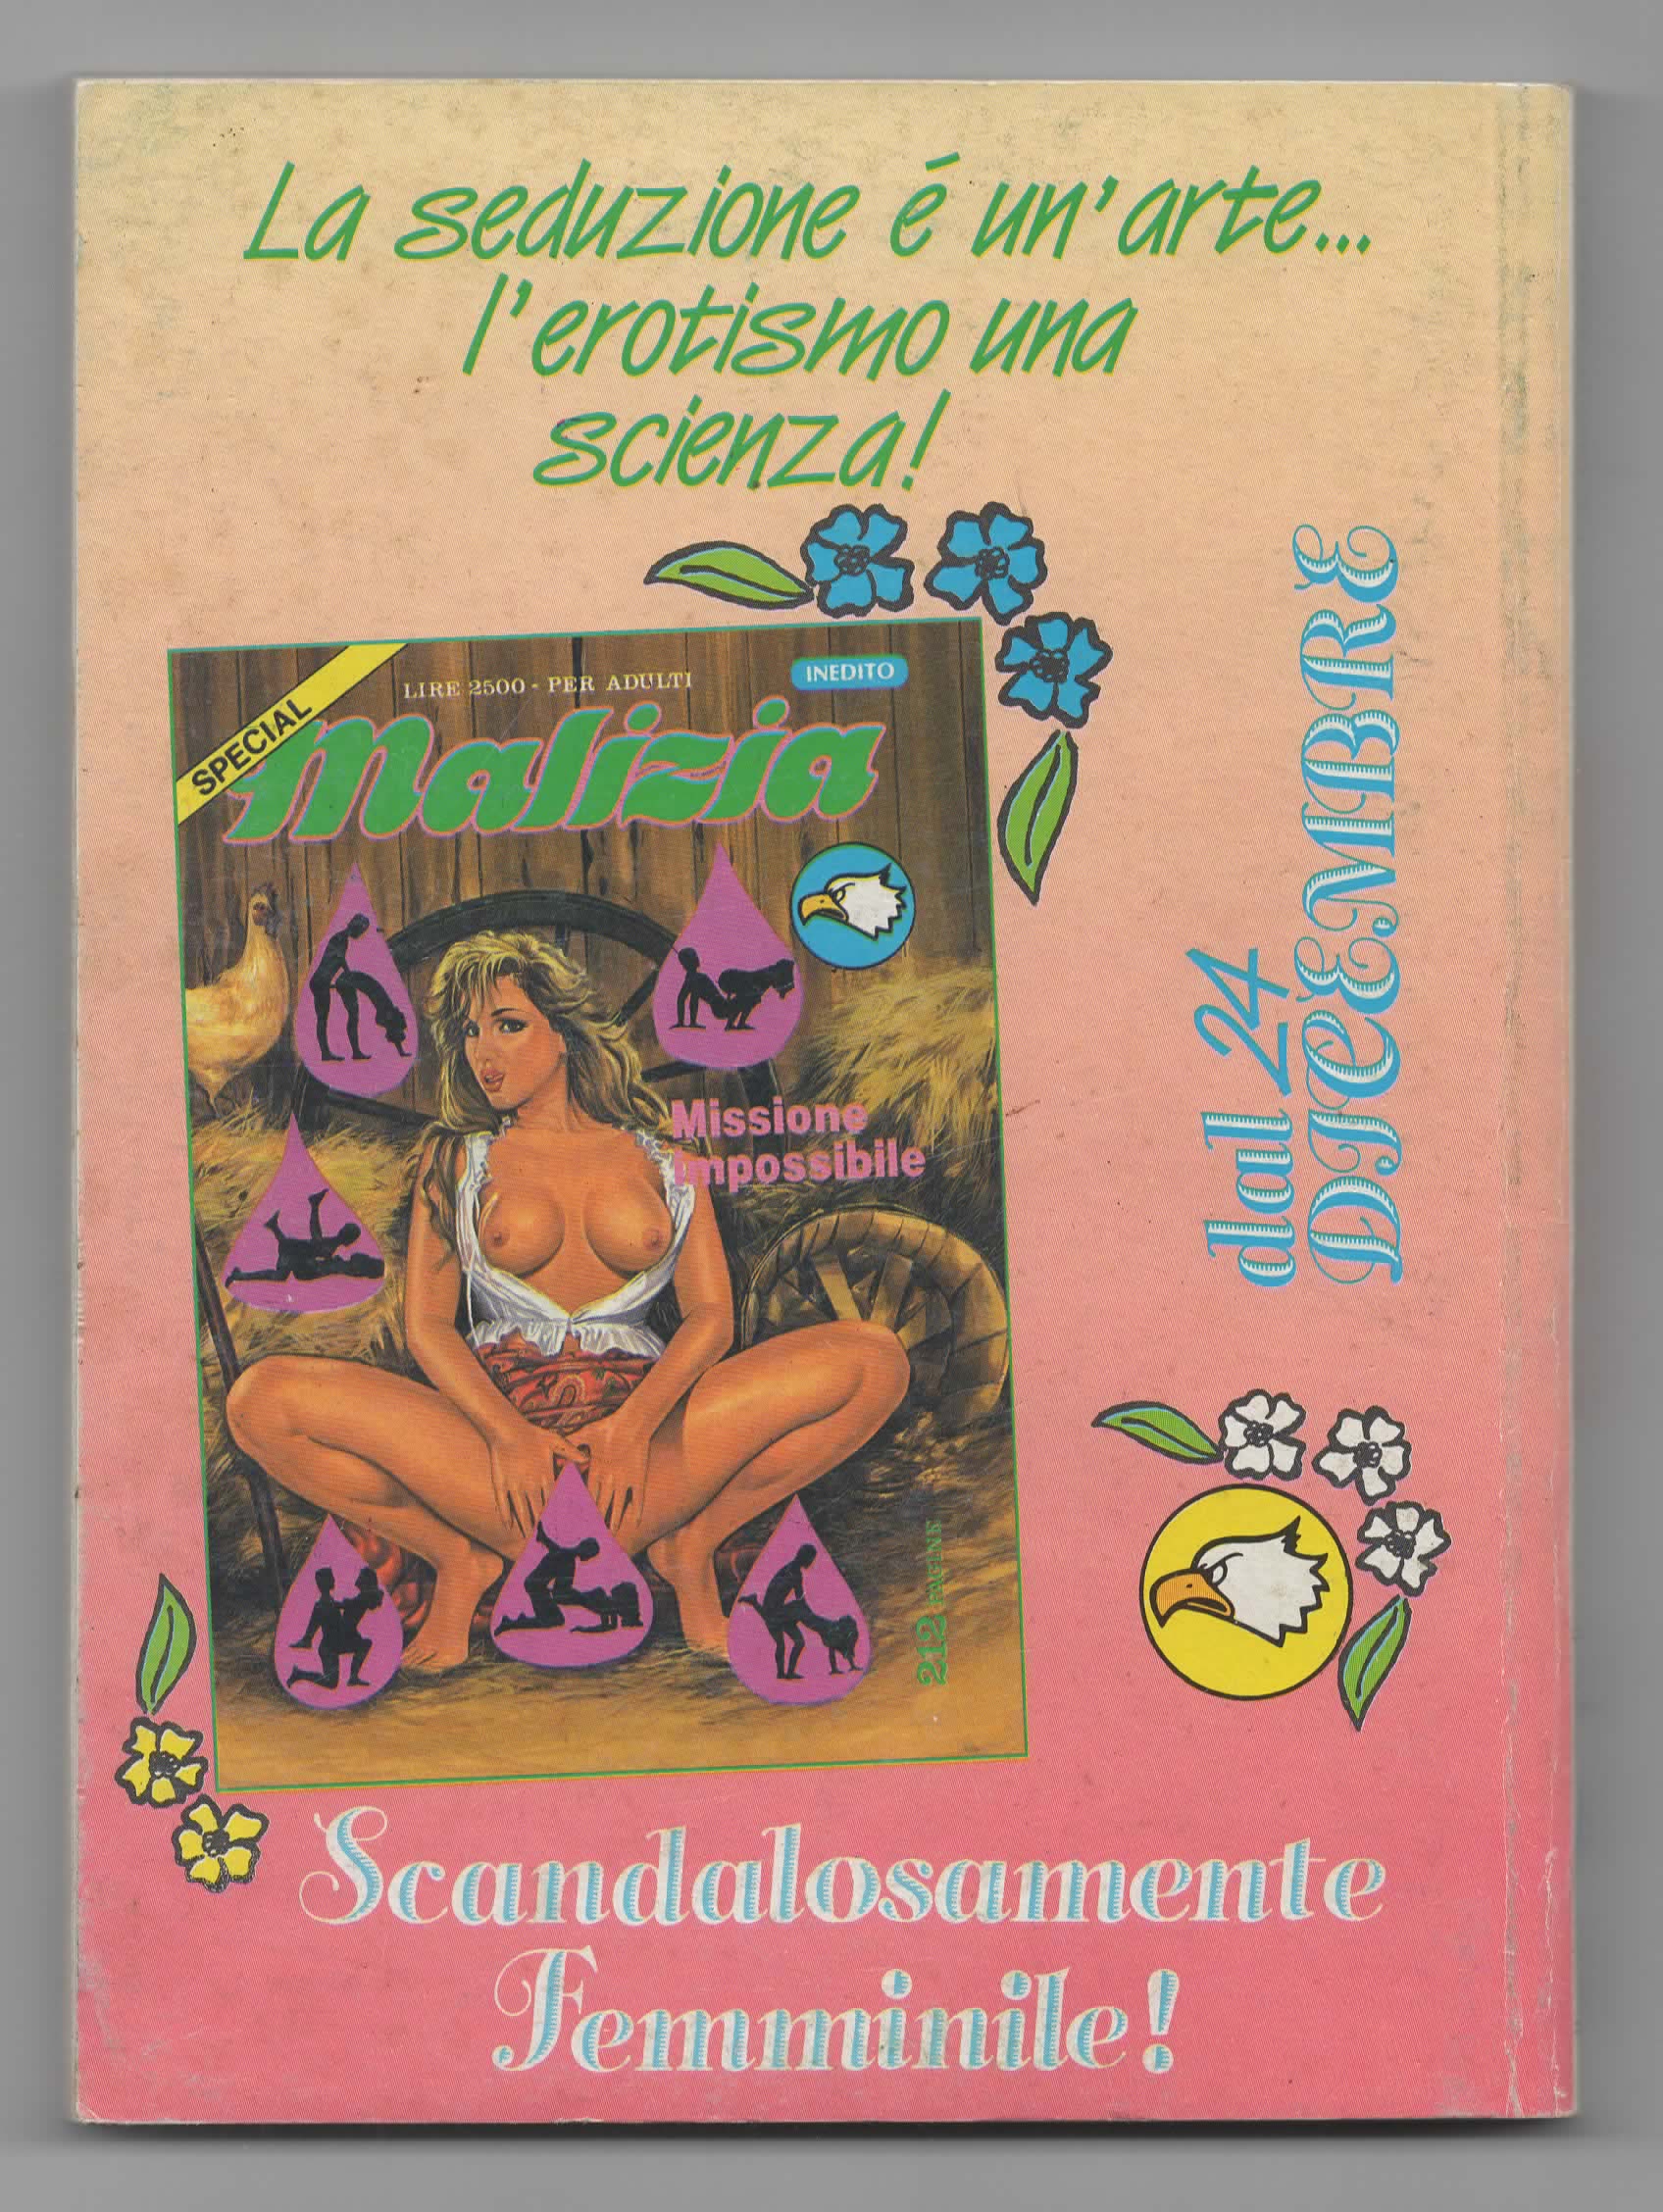 La seduzione é un'arte...
l'erotismo una
scienza!
SPECIAL
LIRE 2500 - PER ADULTI
INEDITO
Malizia
Missione
impossibile
212 PAGINE
dal 24
DICEMBRE
Scandalosamente
Femminile!